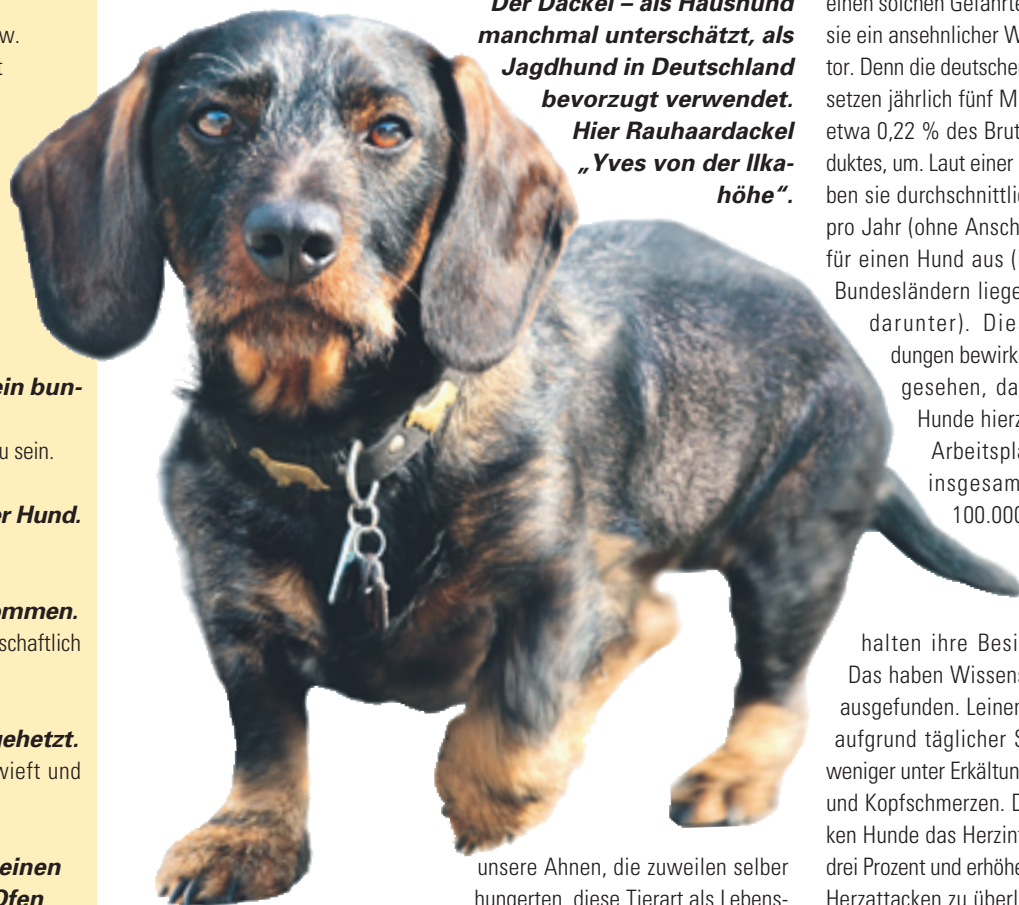 w.
t
ein bun-
u sein.
er Hund.
ommen.
schaftlich
gehetzt.
wieft und
einen
Ofen
Der Dackel – als Haushund
manchmal unterschätzt, als
Jagdhund in Deutschland
bevorzugt verwendet.
Hier Rauhaardackel
„Yves von der Ilka-
höhe“.
unsere Ahnen, die zuweilen selber
hungerten, diese Tierart als Lebens-
einen solchen Gefährte
sie ein ansehnlicher W
tor. Denn die deutsche
setzen jährlich fünf M
etwa 0,22 % des Brut
duktes, um. Laut einer
ben sie durchschnittlic
pro Jahr (ohne Ansch
für einen Hund aus (
Bundesländern liege
darunter). Die
dungen bewirk
gesehen, da
Hunde hierz
Arbeitspla
insgesam
100.000
halten ihre Besi
Das haben Wissens
ausgefunden. Leine
aufgrund täglicher S
weniger unter Erkältun
und Kopfschmerzen. D
ken Hunde das Herzin
drei Prozent und erhöhe
Herzattacken zu überl